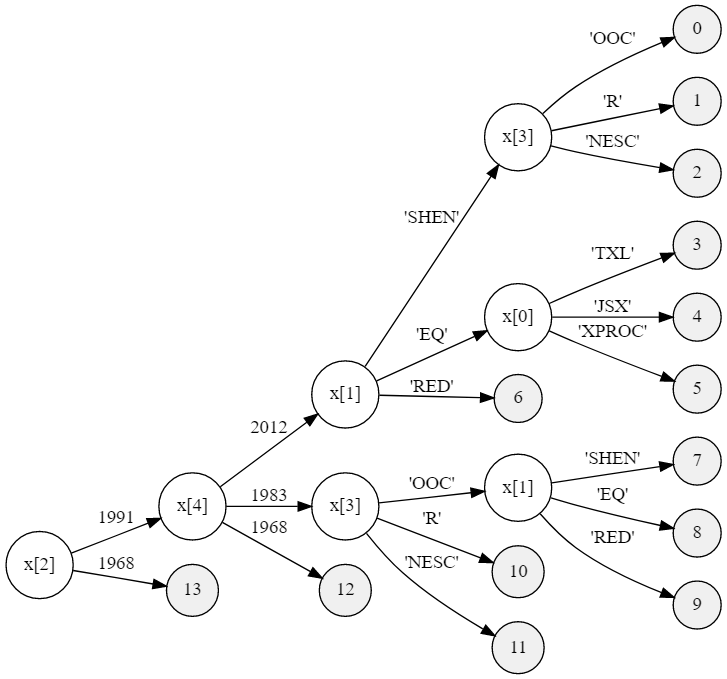 'OOC'
0
'R'
1
x[3]
'NESC'
2
'SHEN'
'TXL'
3
x[0]
'JSX'
4
'XPROC'
5
'EQ'
x[1]
'RED'
6
2012
'SHEN'
7
x[1]
'EQ'
8
'RED'
9
'OOC'
x[3]
'R'
10
'NESC'
11
x[4]
1983
1968
12
1991
x[2]
1968
13